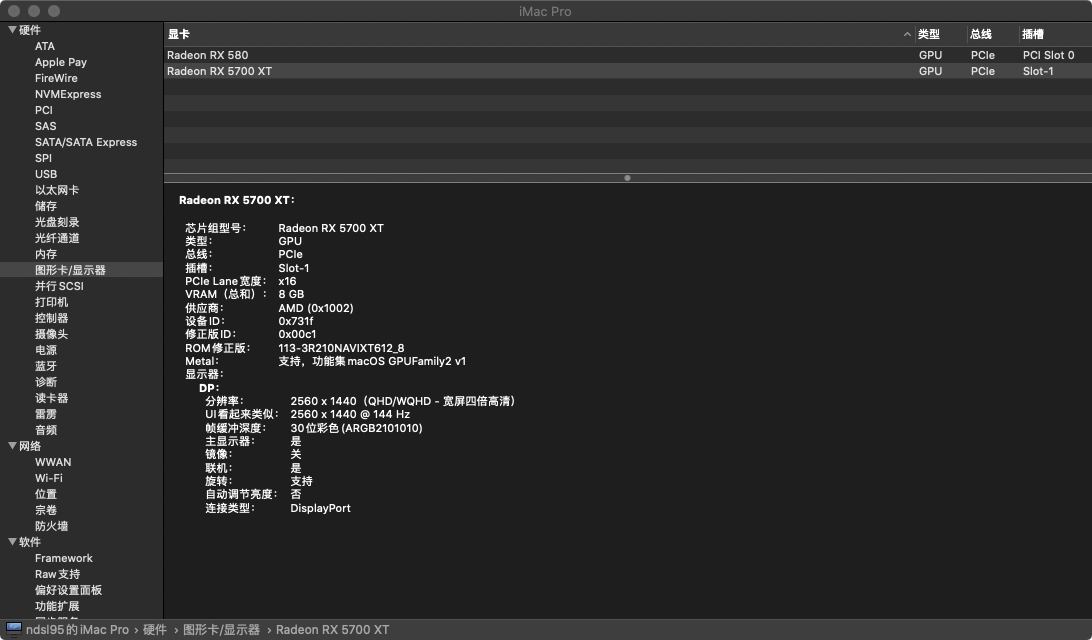 iMac Pro
硬件
ATA
Apple Pay
FireWire
NVMExpress
PCI
SAS
SATA/SATA Express
SPI
USB
以太网卡
储存
光盘刻录
光纤通道
内存
图形卡/显示器
并行 SCSI
打印机
控制器
摄像头
电源
蓝牙
诊断
读卡器
雷雳
音频
网络
WWAN
Wi-Fi
位置
宗卷
防火墙
软件
Framework
Raw 支持
偏好设置面板
功能扩展
显卡 类型 总线 插槽
Radeon RX 580 GPU PCIe PCI Slot 0
Radeon RX 5700 XT GPU PCIe Slot-1
Radeon RX 5700 XT：
芯片组型号： Radeon RX 5700 XT
类型： GPU
总线： PCIe
插槽： Slot-1
PCIe Lane 宽度： x16
VRAM（总和）： 8 GB
供应商： AMD (0x1002)
设备 ID： 0x731f
修正版 ID： 0x00c1
ROM 修正版： 113-3R210NAVIXT612_8
Metal： 支持，功能集 macOS GPUFamily2 v1
显示器：
DP：
分辨率： 2560 x 1440（QHD/WQHD - 宽屏四倍高清）
UI 看起来类似： 2560 x 1440 @ 144 Hz
帧缓冲深度： 30 位彩色 (ARGB2101010)
主显示器： 是
镜像： 关
联机： 是
旋转： 支持
自动调节亮度： 否
连接类型： DisplayPort
ndsl95的 iMac Pro › 硬件 › 图形卡/显示器 › Radeon RX 5700 XT